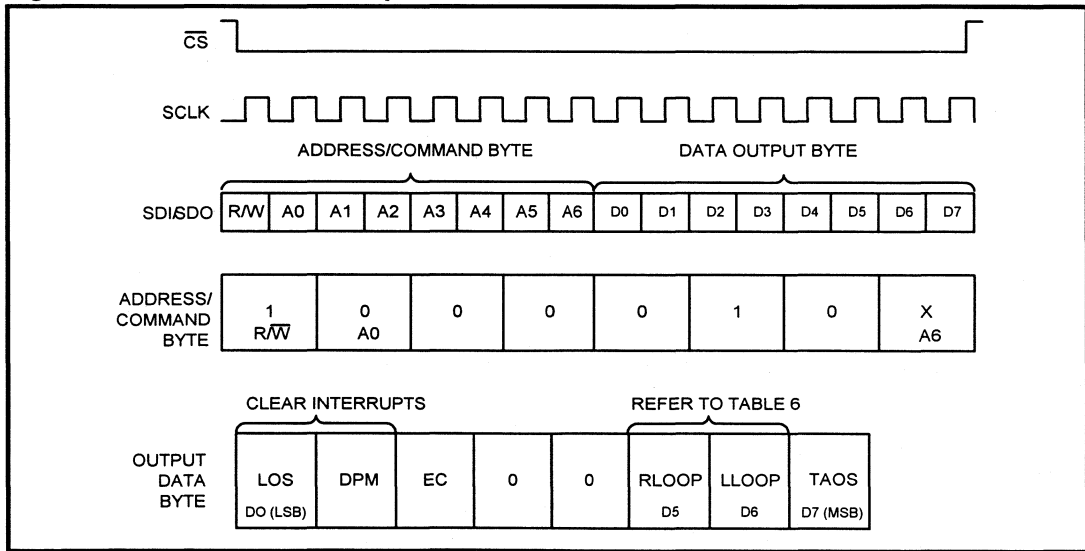 CS
SCLK
ADDRESS/COMMAND BYTE DATA OUTPUT BYTE
SDI/SDO R/W A0 A1 A2 A3 A4 A5 A6 D0 D1 D2 D3 D4 D5 D6 D7
ADDRESS/
COMMAND
BYTE
1 0 0 0 0 1 0 X
R/W A0 A6
CLEAR INTERRUPTS REFER TO TABLE 6
OUTPUT
DATA
BYTE
LOS DPM EC 0 0 RLOOP LLOOP TAOS
DO (LSB) D5 D6 D7 (MSB)